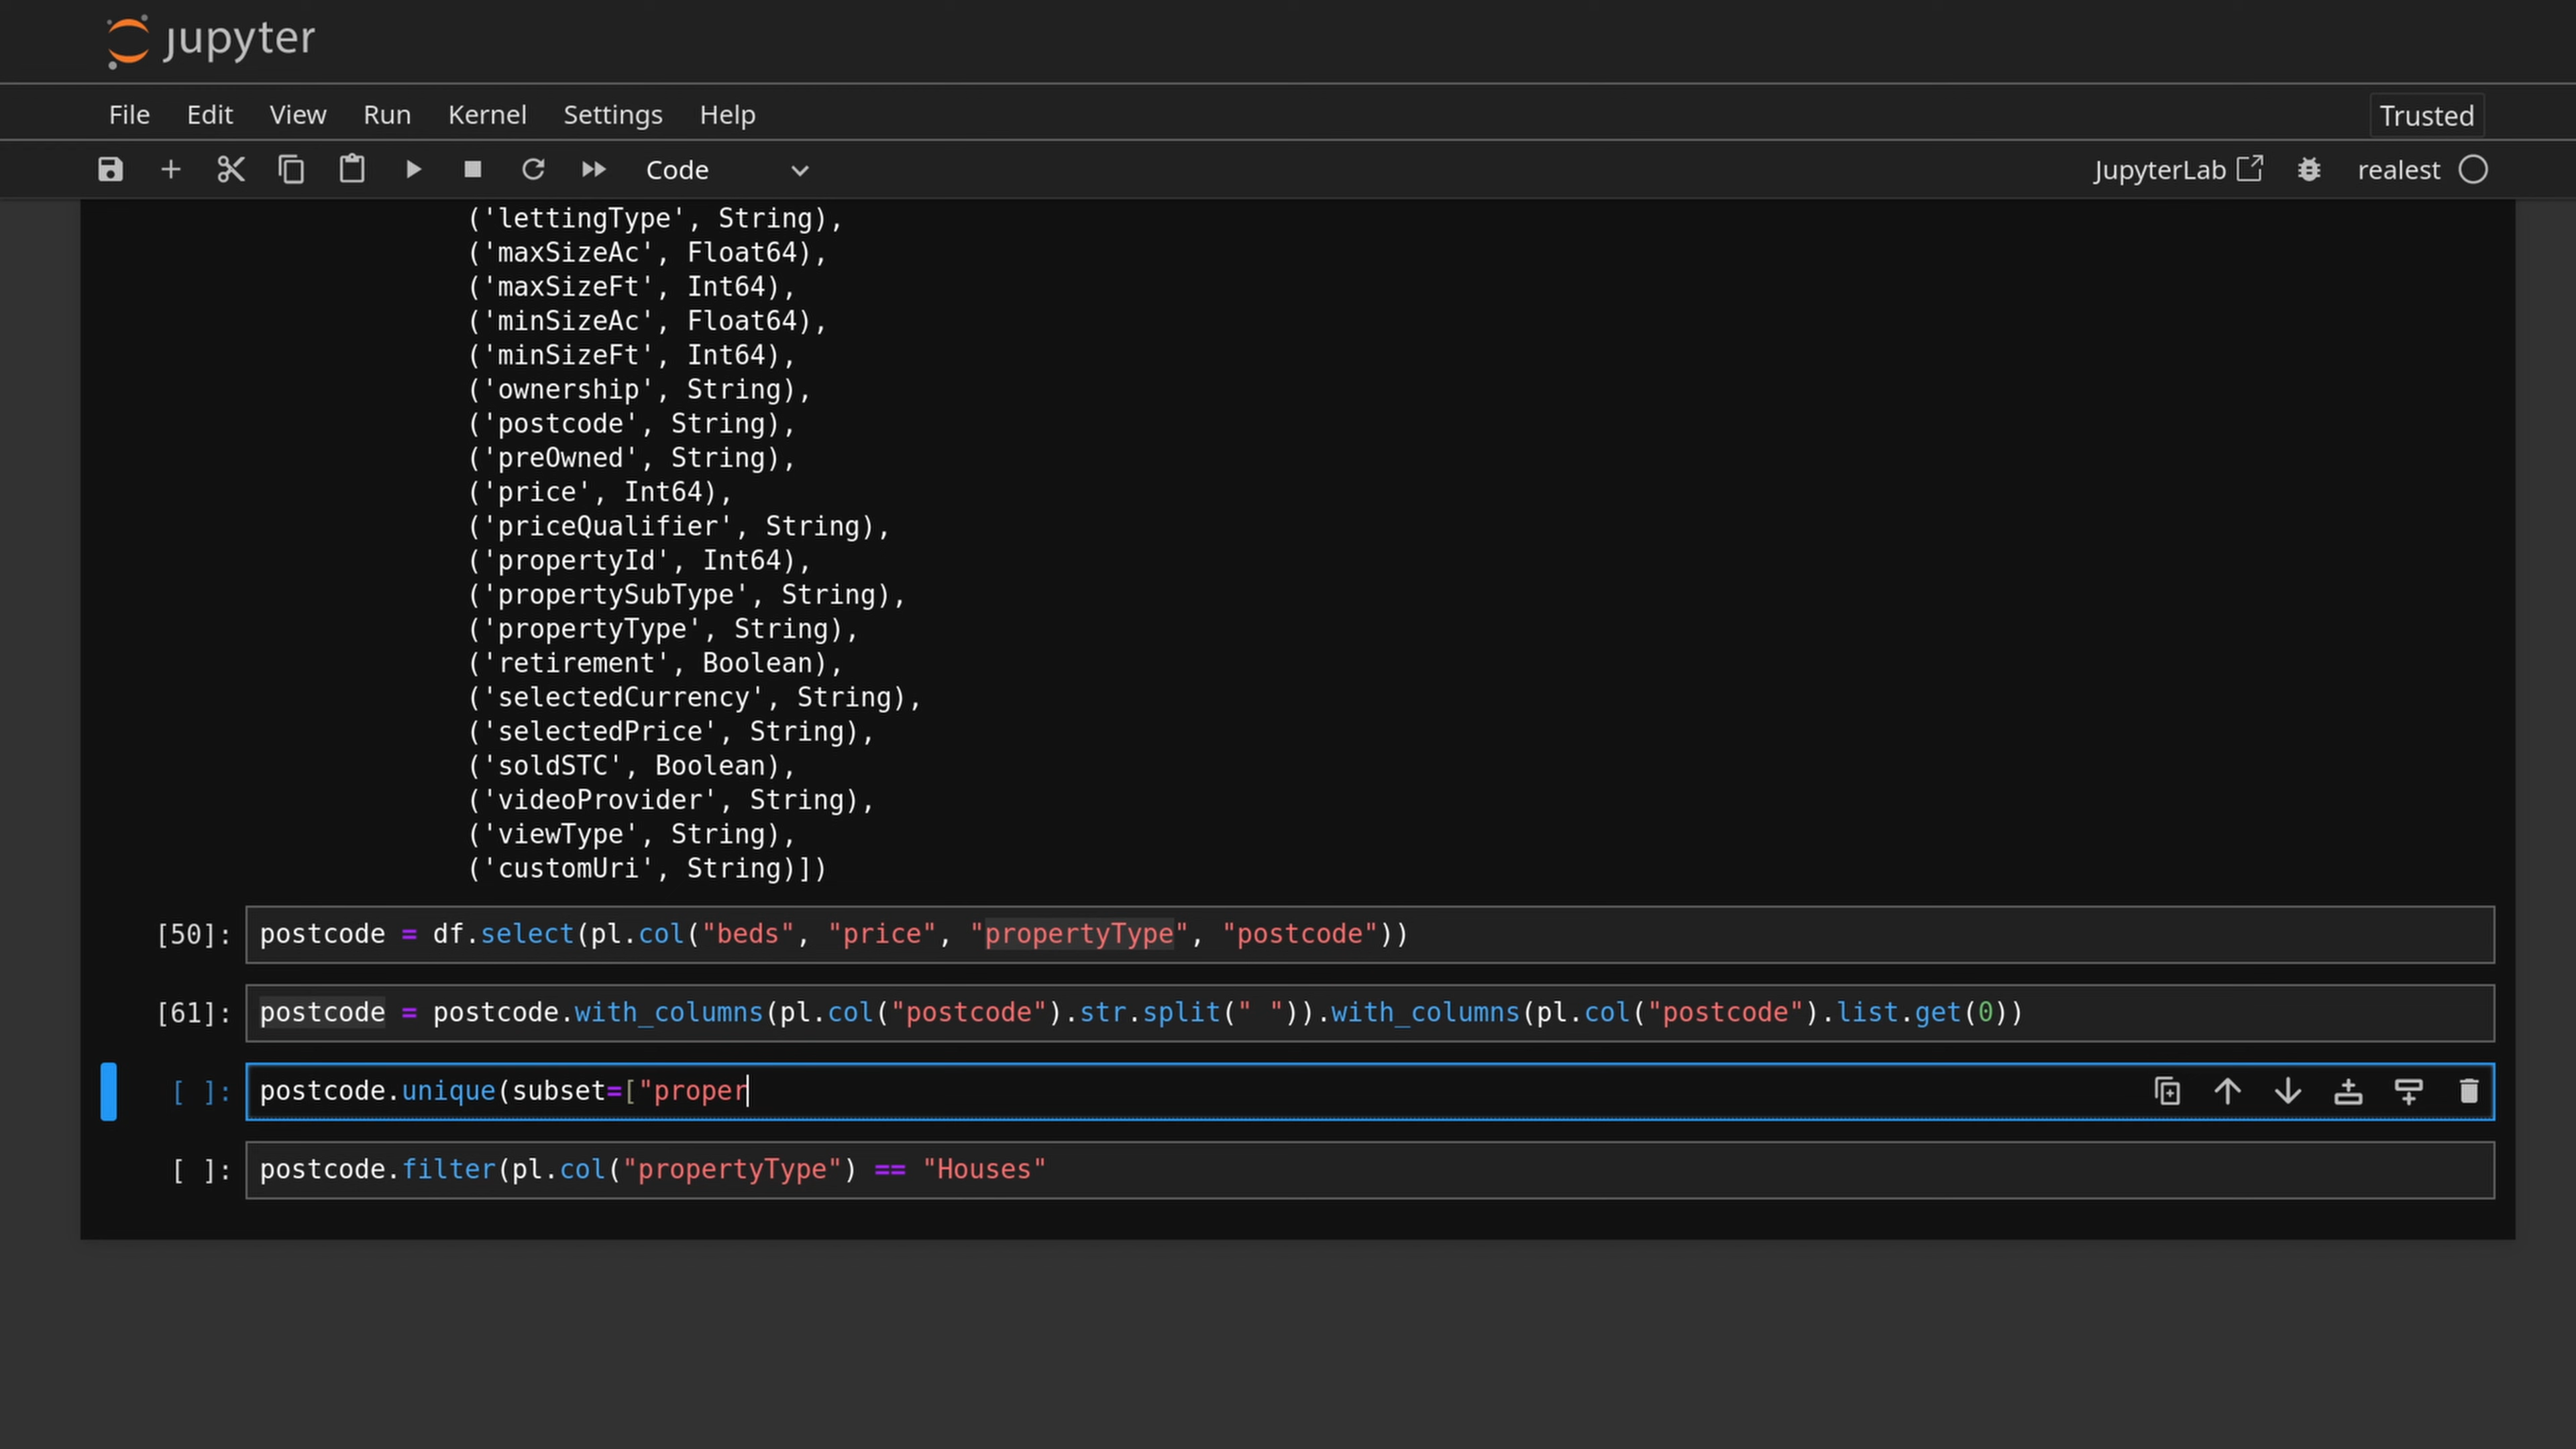 jupyter
File Edit View Run Kernel Settings Help Trusted
Code JupyterLab realest
('lettingType', String),
('maxSizeAc', Float64),
('maxSizeFt', Int64),
('minSizeAc', Float64),
('minSizeFt', Int64),
('ownership', String),
('postcode', String),
('preOwned', String),
('price', Int64),
('priceQualifier', String),
('propertyId', Int64),
('propertySubType', String),
('propertyType', String),
('retirement', Boolean),
('selectedCurrency', String),
('selectedPrice', String),
('soldSTC', Boolean),
('videoProvider', String),
('viewType', String),
('customUri', String)])
[50]: postcode = df.select(pl.col("beds", "price", "propertyType", "postcode"))
[61]: postcode = postcode.with_columns(pl.col("postcode").str.split(" ")).with_columns(pl.col("postcode").list.get(0))
[ ]: postcode.unique(subset=["proper
[ ]: postcode.filter(pl.col("propertyType") == "Houses"